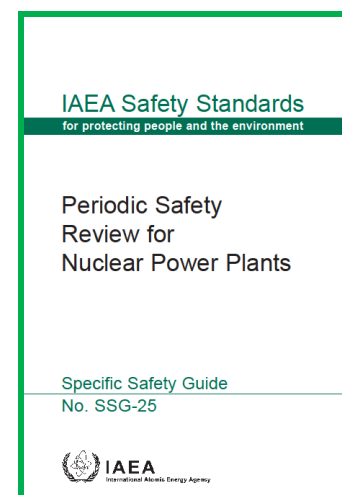 IAEA Safety Standards
for protecting people and the environment
Periodic Safety
Review for
Nuclear Power Plants
Specific Safety Guide
No. SSG-25
IAEA
International Atomic Energy Agency